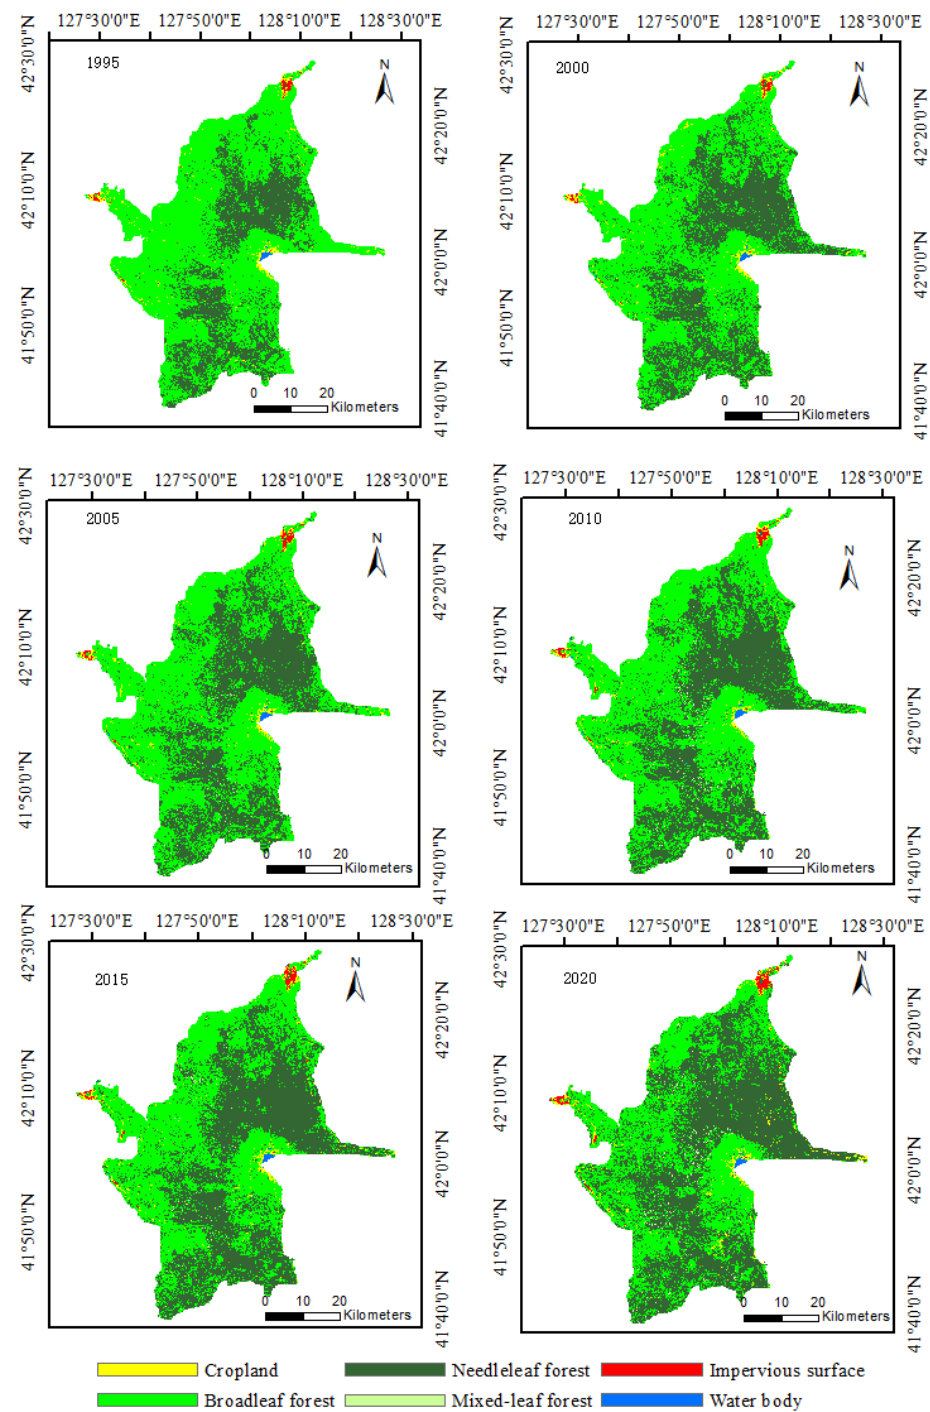 127°30'0"E 127°50'0"E 128°10'0"E 128°30'0"E
127°30'0"E 127°50'0"E 128°10'0"E 128°30'0"E
42°30'0"N
42°20'0"N
42°10'0"N
42°0'0"N
41°50'0"N
41°40'0"N
1995
N
0 10 20
Kilometers
42°30'0"N
42°20'0"N
42°10'0"N
42°0'0"N
41°50'0"N
41°40'0"N
2000
N
0 10 20
Kilometers
127°30'0"E 127°50'0"E 128°10'0"E 128°30'0"E
127°30'0"E 127°50'0"E 128°10'0"E 128°30'0"E
42°30'0"N
42°20'0"N
42°10'0"N
42°0'0"N
41°50'0"N
41°40'0"N
2005
N
0 10 20
Kilometers
42°30'0"N
42°20'0"N
42°10'0"N
42°0'0"N
41°50'0"N
41°40'0"N
2010
N
0 10 20
Kilometers
127°30'0"E 127°50'0"E 128°10'0"E 128°30'0"E
127°30'0"E 127°50'0"E 128°10'0"E 128°30'0"E
42°30'0"N
42°20'0"N
42°10'0"N
42°0'0"N
41°50'0"N
41°40'0"N
2015
N
0 10 20
Kilometers
42°30'0"N
42°20'0"N
42°10'0"N
42°0'0"N
41°50'0"N
41°40'0"N
2020
N
0 10 20
Kilometers
Cropland Needleleaf forest Impervious surface
Broadleaf forest Mixed-leaf forest Water body